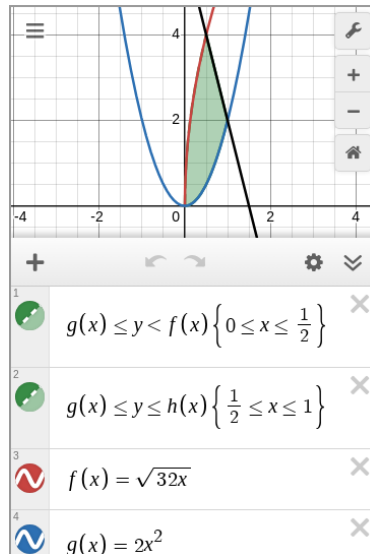 4
2
-4 -2 0 2 4
1
g(x) ≤ y < f(x) {0 ≤ x ≤ 1/2}
2
g(x) ≤ y ≤ h(x) {1/2 ≤ x ≤ 1}
3
f(x) = √32x
4
g(x) = 2x²